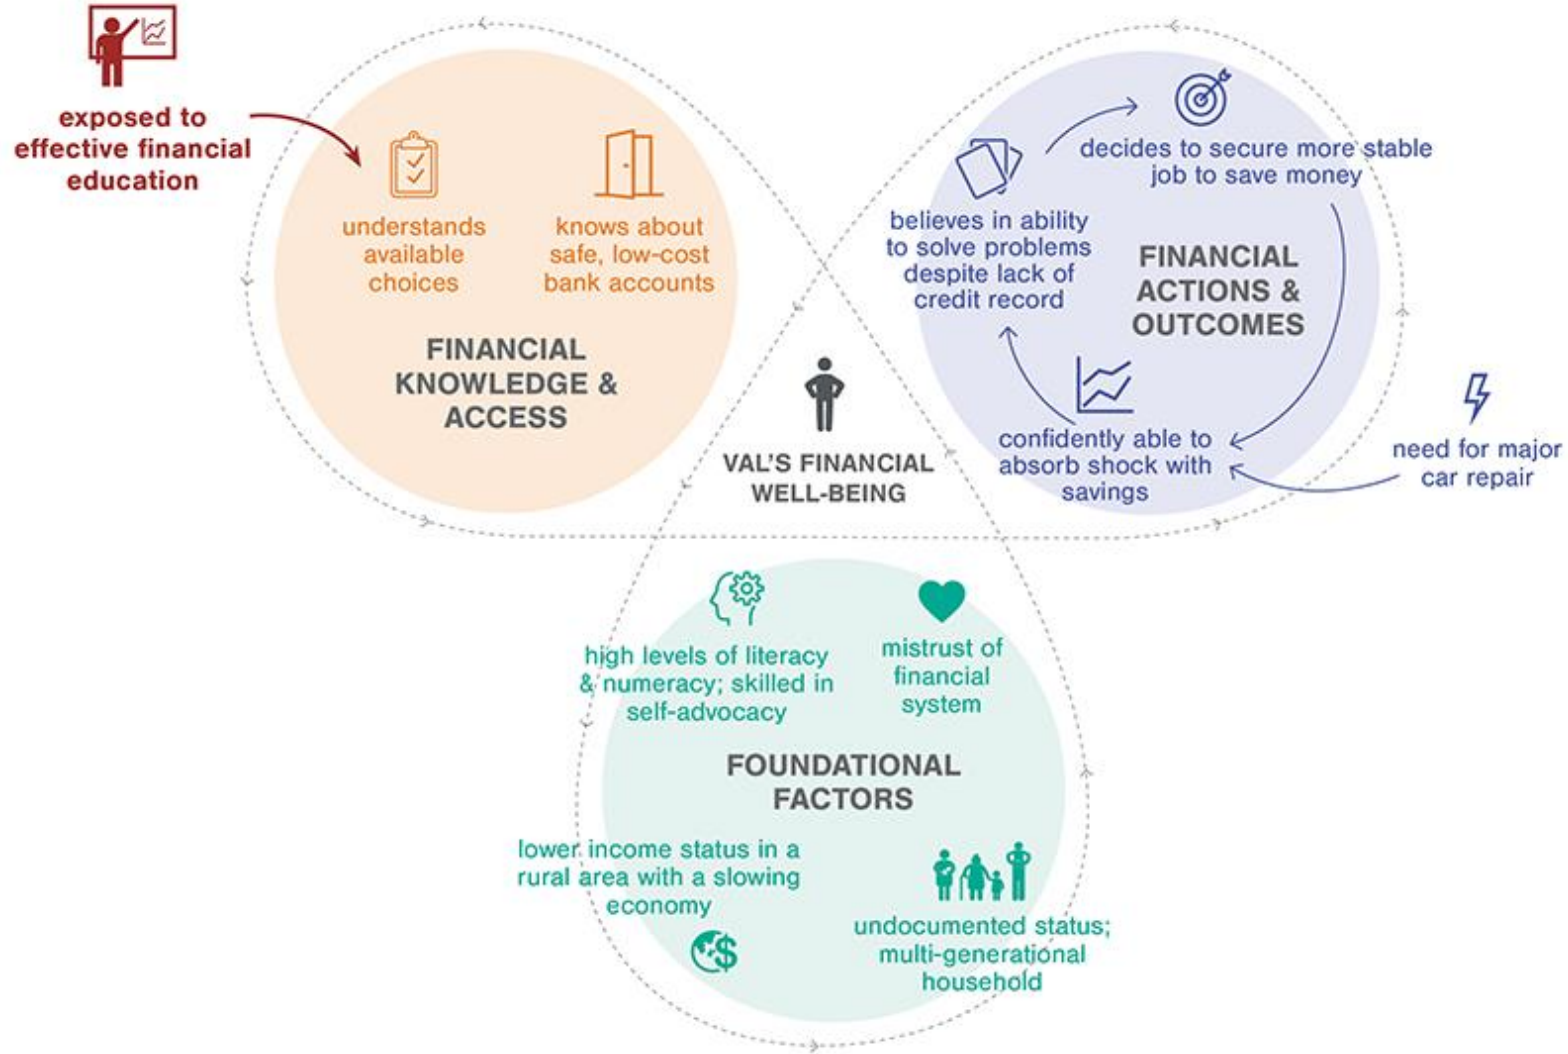 exposed to
effective financial
education
understands
available
choices
knows about
safe, low-cost
bank accounts
FINANCIAL
KNOWLEDGE &
ACCESS
decides to secure more stable
job to save money
believes in ability
to solve problems
despite lack of
credit record
FINANCIAL
ACTIONS &
OUTCOMES
confidently able to
absorb shock with
savings
need for major
car repair
VAL'S FINANCIAL
WELL-BEING
high levels of literacy
& numeracy; skilled in
self-advocacy
mistrust of
financial
system
FOUNDATIONAL
FACTORS
lower income status in a
rural area with a slowing
economy
$
undocumented status;
multi-generational
household